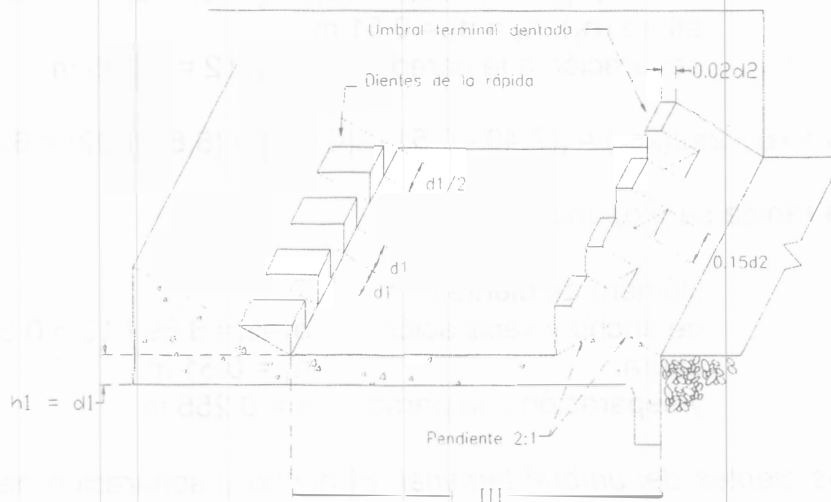 Umbral terminal dentada
0.02d2
Dientes de la rápida
d1/2
d1
d1
0.15d2
h1 = d1
Pendiente 2:1